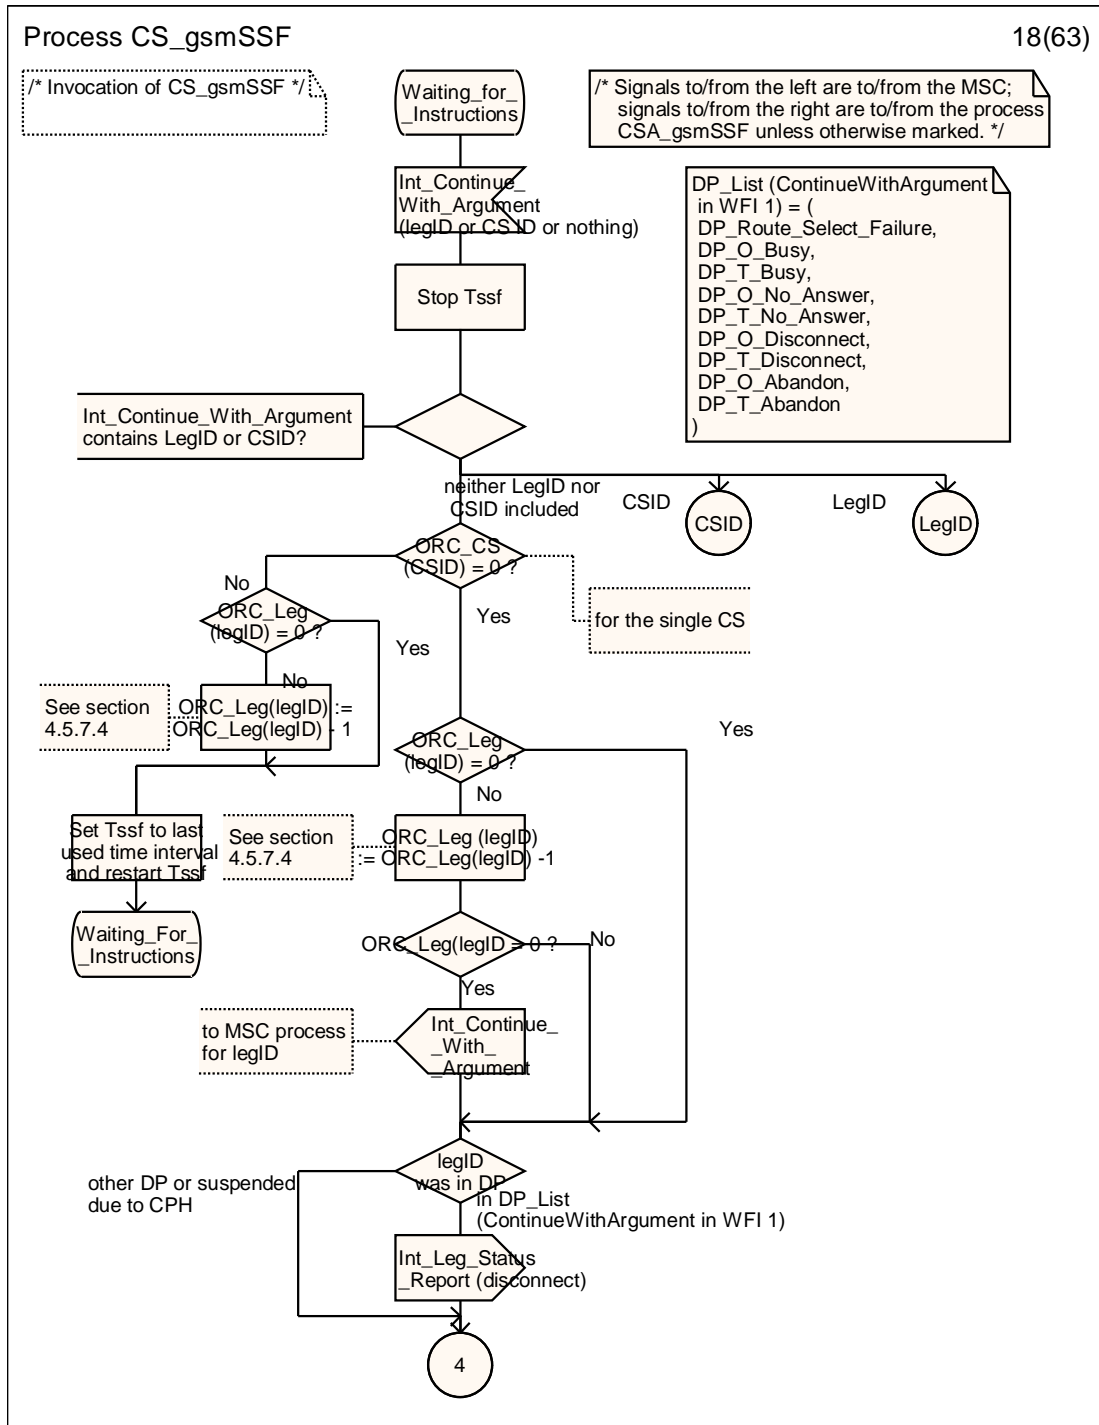 Process CS_gsmSSF
18(63)
/* Invocation of CS_gsmSSF */
Waiting_for_
_Instructions
/* Signals to/from the left are to/from the MSC;
signals to/from the right are to/from the process
CSA_gsmSSF unless otherwise marked. */
Int_Continue_
With_Argument
(legID or CS ID or nothing)
DP_List (ContinueWithArgument
in WFI 1) = (
DP_Route_Select_Failure,
DP_O_Busy,
DP_T_Busy,
DP_O_No_Answer,
DP_T_No_Answer,
DP_O_Disconnect,
DP_T_Disconnect,
DP_O_Abandon,
DP_T_Abandon
)
Stop Tssf
Int_Continue_With_Argument
contains LegID or CSID?
neither LegID nor
CSID included
CSID
CSID
LegID
LegID
ORC_CS
(CSID) = 0 ?
No
Yes
for the single CS
ORC_Leg
(legID) = 0 ?
Yes
No
See section
4.5.7.4
ORC_Leg(legID) :=
ORC_Leg(legID) - 1
ORC_Leg
(legID) = 0 ?
Yes
No
Set Tssf to last
used time interval
and restart Tssf
See section
4.5.7.4
ORC_Leg (legID)
:= ORC_Leg(legID) -1
Waiting_For_
_Instructions
ORC_Leg(legID = 0 ?
No
Yes
to MSC process
for legID
Int_Continue_
_With_
_Argument
legID
was in DP
other DP or suspended
due to CPH
in DP_List
(ContinueWithArgument in WFI 1)
Int_Leg_Status
_Report (disconnect)
4